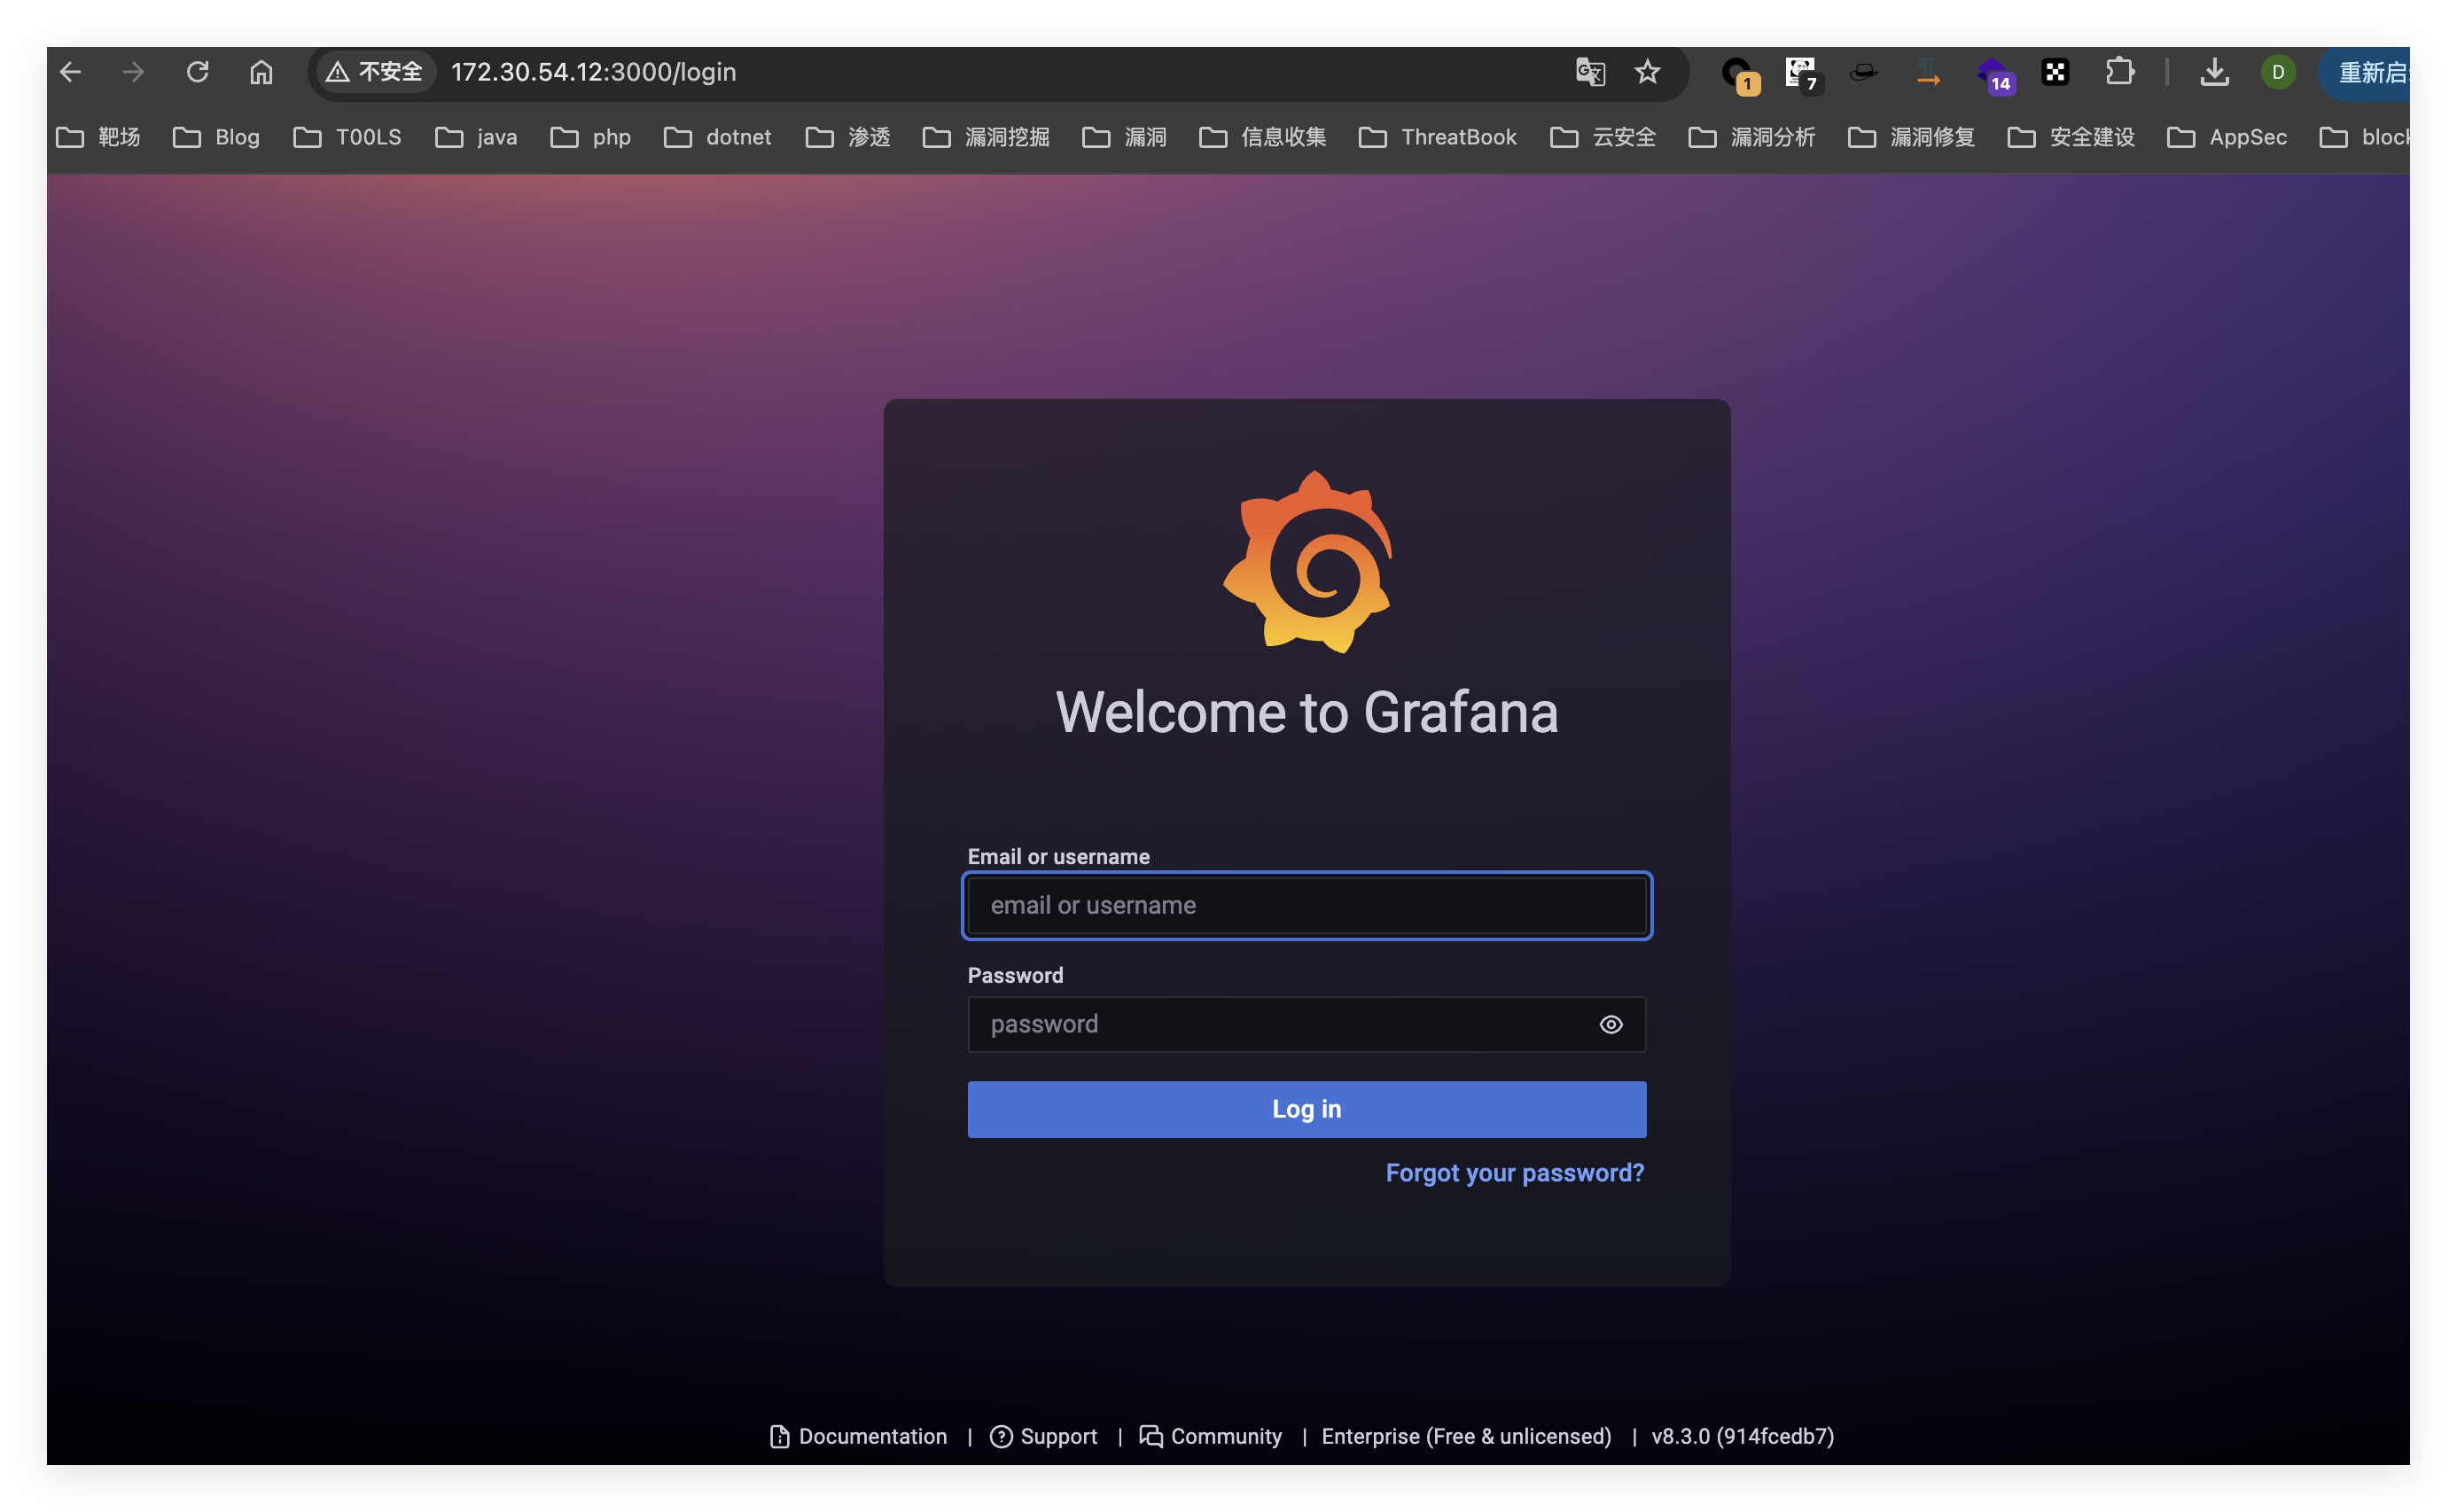 不安全 172.30.54.12:3000/login 1 7 14 D 重新启
靶场 Blog T00LS java php dotnet 渗透 漏洞挖掘 漏洞 信息收集 ThreatBook 云安全 漏洞分析 漏洞修复 安全建设 AppSec block
Welcome to Grafana
Email or username
email or username
Password
password
Log in
Forgot your password?
Documentation | Support | Community | Enterprise (Free & unlicensed) | v8.3.0 (914fcedb7)